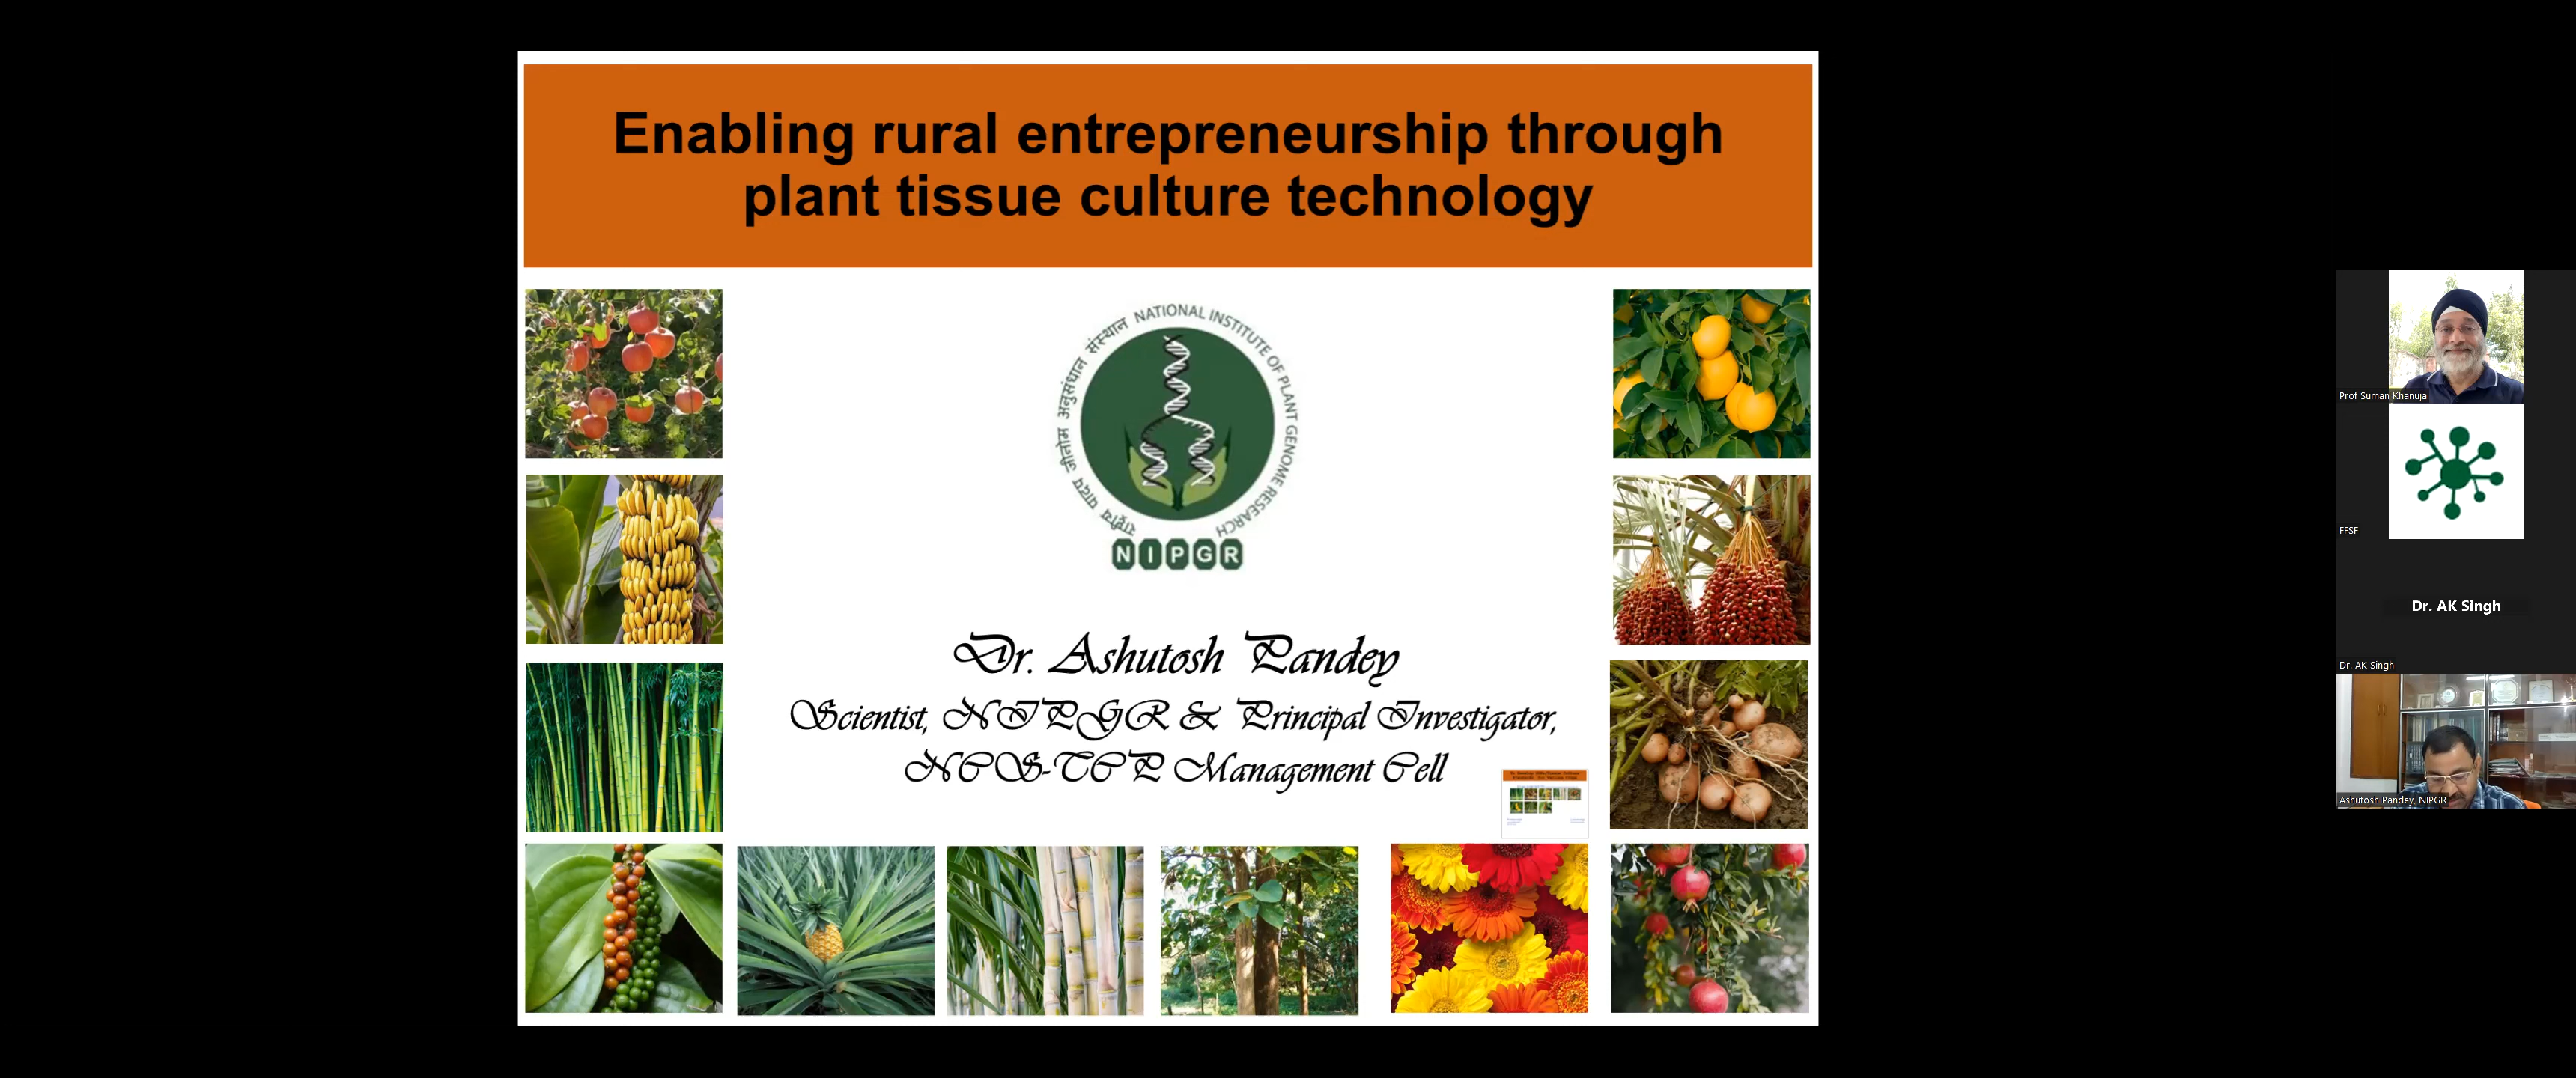 Enabling rural entrepreneurship through
plant tissue culture technology
राष्ट्रीय पादप जीनोम अनुसंधान संस्थान
NATIONAL INSTITUTE OF PLANT GENOME RESEARCH
NIPGR
Dr. Ashutosh Pandey
Scientist, NIPGR & Principal Investigator,
NCS-TCP Management Cell
Prof Suman Khanuja
FFSF
Dr. AK Singh
Dr. AK Singh
Ashutosh Pandey, NIPGR